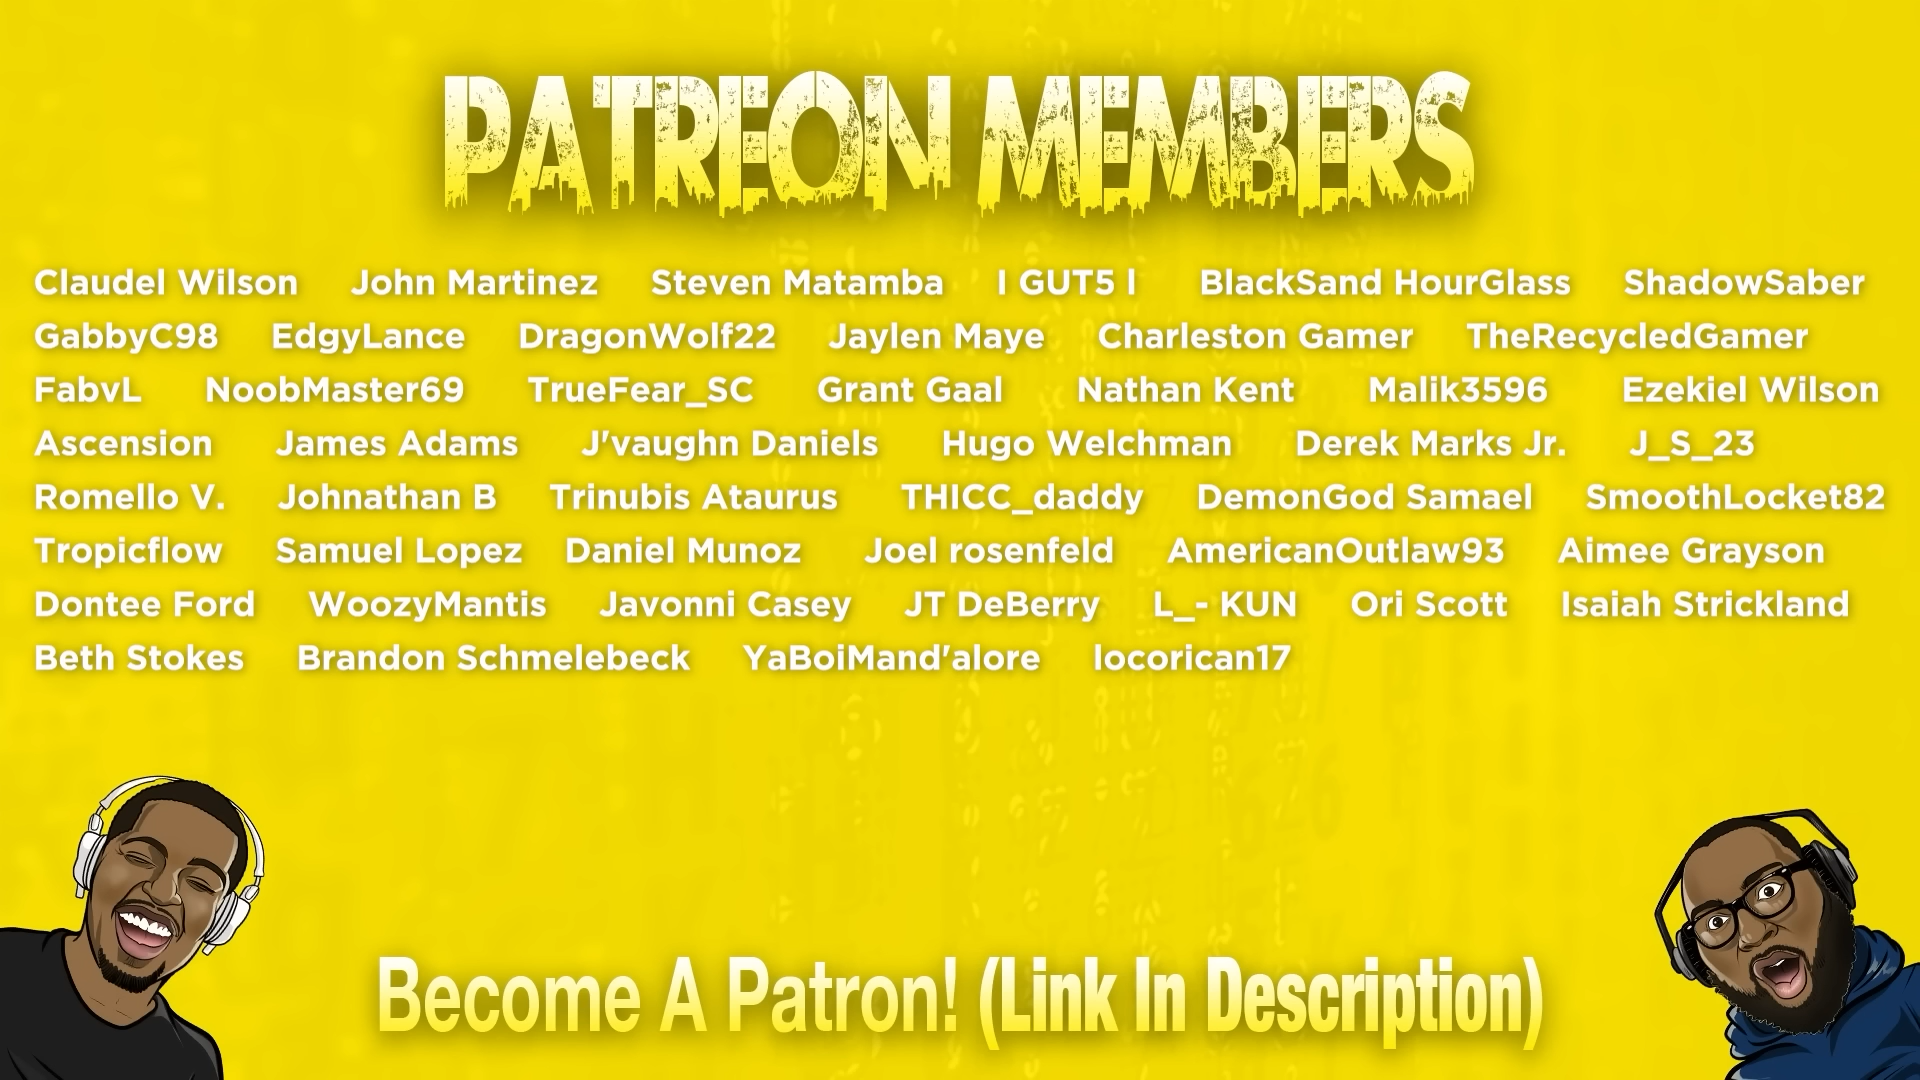 PATREON MEMBERS
Claudel Wilson John Martinez Steven Matamba I GUT5 l BlackSand HourGlass ShadowSaber
GabbyC98 EdgyLance DragonWolf22 Jaylen Maye Charleston Gamer TheRecycledGamer
FabvL NoobMaster69 TrueFear_SC Grant Gaal Nathan Kent Malik3596 Ezekiel Wilson
Ascension James Adams J'vaughn Daniels Hugo Welchman Derek Marks Jr. J_S_23
Romello V. Johnathan B Trinubis Ataurus THICC_daddy DemonGod Samael SmoothLocket82
Tropicflow Samuel Lopez Daniel Munoz Joel rosenfeld AmericanOutlaw93 Aimee Grayson
Dontee Ford WoozyMantis Javonni Casey JT DeBerry L_- KUN Ori Scott Isaiah Strickland
Beth Stokes Brandon Schmelebeck YaBoiMand'alore locorican17
Become A Patron! (Link In Description)